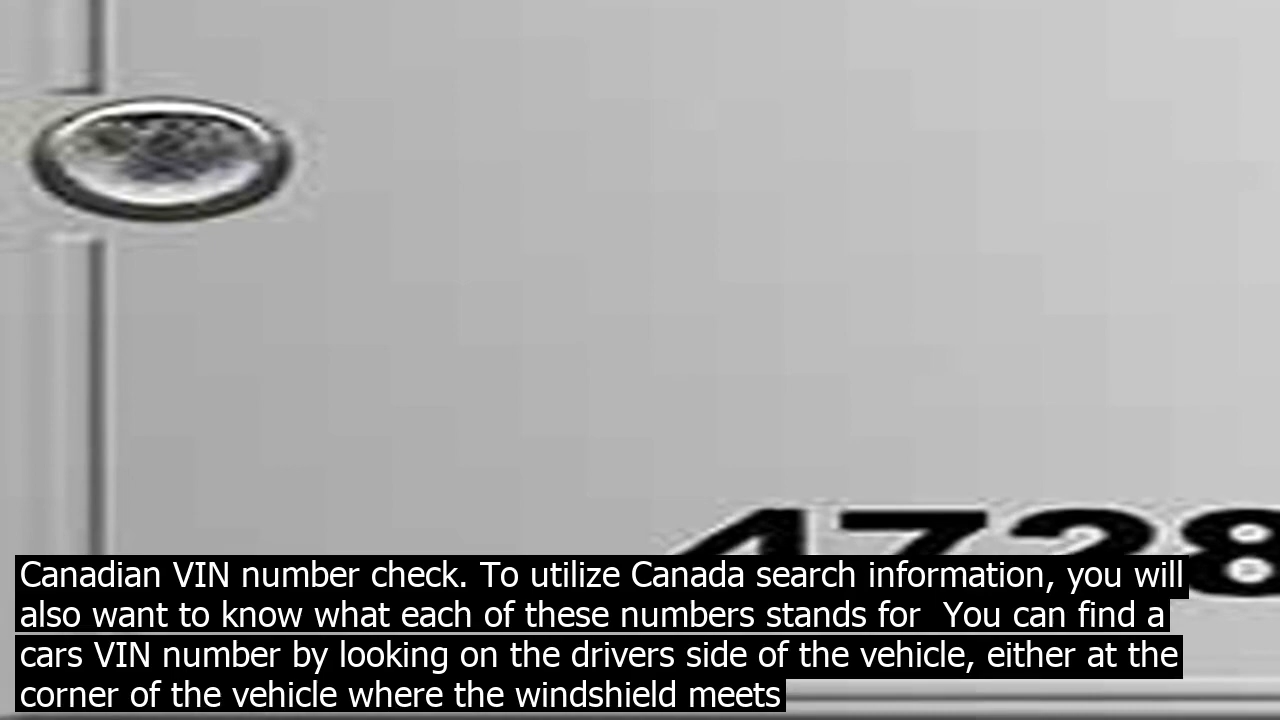 4728
Canadian VIN number check. To utilize Canada search information, you will
also want to know what each of these numbers stands for  You can find a
cars VIN number by looking on the drivers side of the vehicle, either at the
corner of the vehicle where the windshield meets